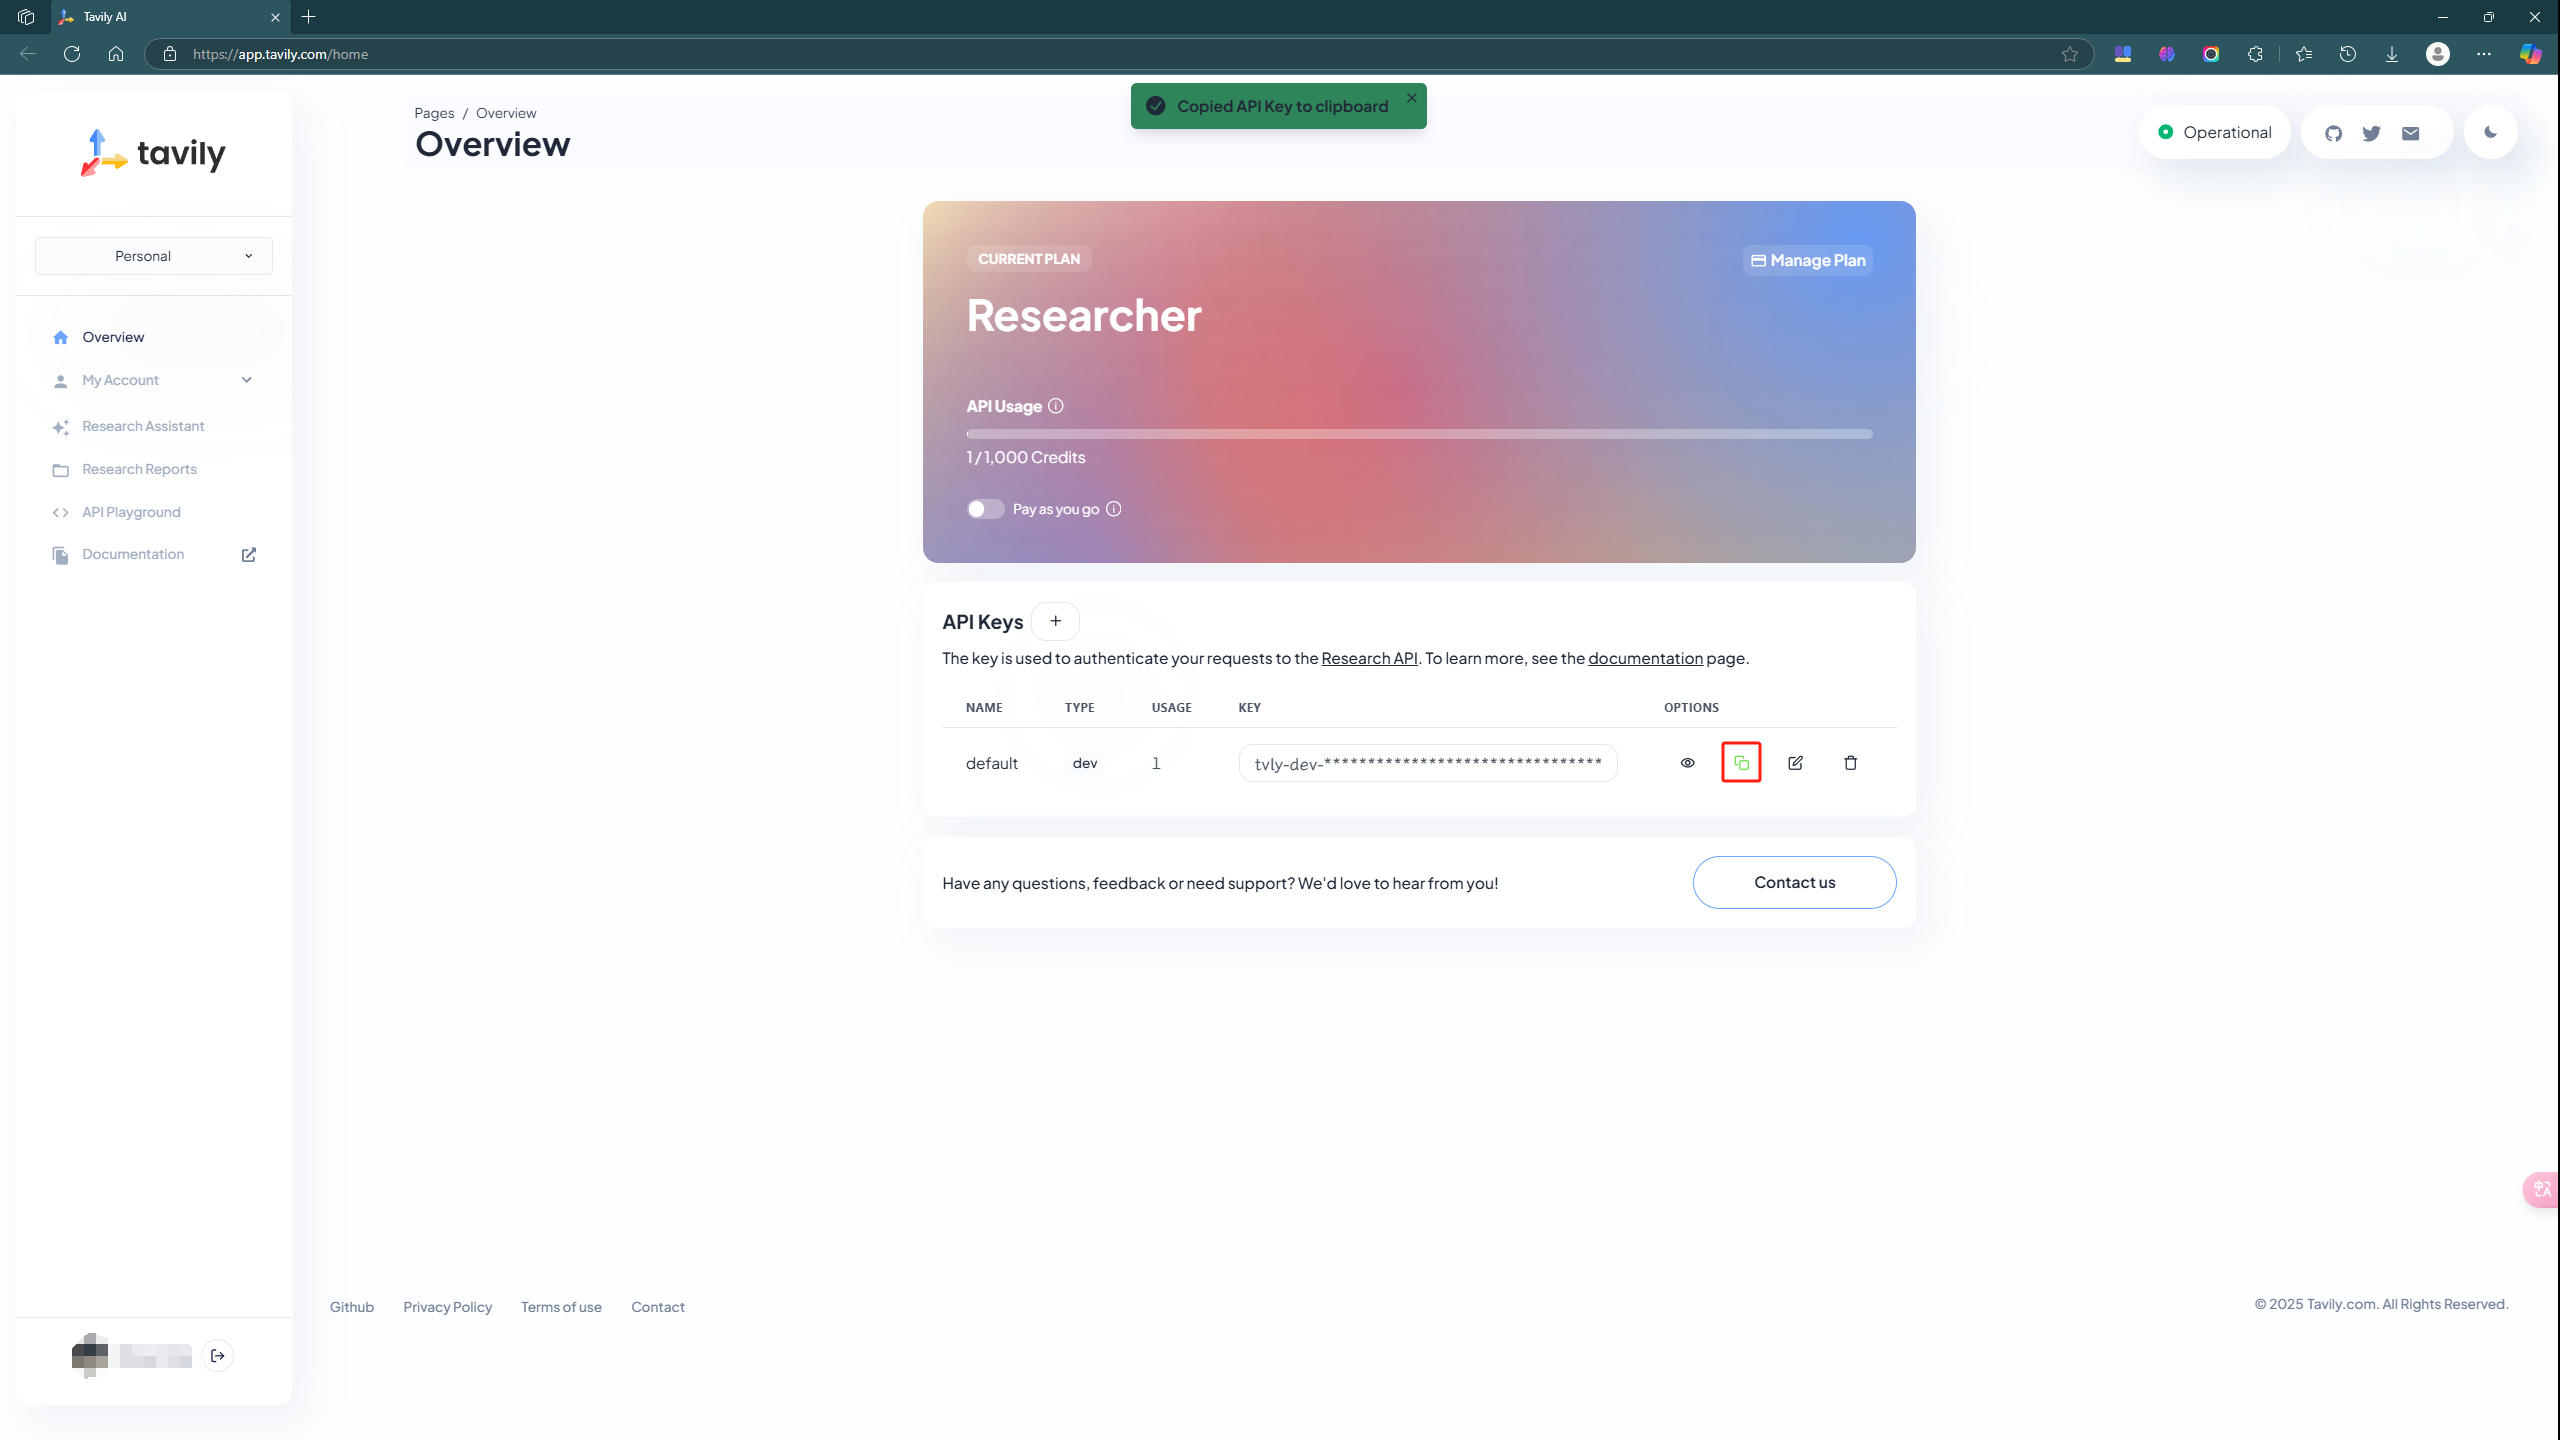 Tavily AI
https://app.tavily.com/home
Copied API Key to clipboard
Pages / Overview
Overview
Operational
tavily
Personal
Overview
My Account
Research Assistant
Research Reports
API Playground
Documentation
CURRENT PLAN
Manage Plan
Researcher
API Usage
1 / 1,000 Credits
Pay as you go
API Keys +
The key is used to authenticate your requests to the Research API. To learn more, see the documentation page.
NAME TYPE USAGE KEY OPTIONS
default dev 1 tvly-dev-********************************
Have any questions, feedback or need support? We'd love to hear from you!
Contact us
Github Privacy Policy Terms of use Contact
© 2025 Tavily.com. All Rights Reserved.